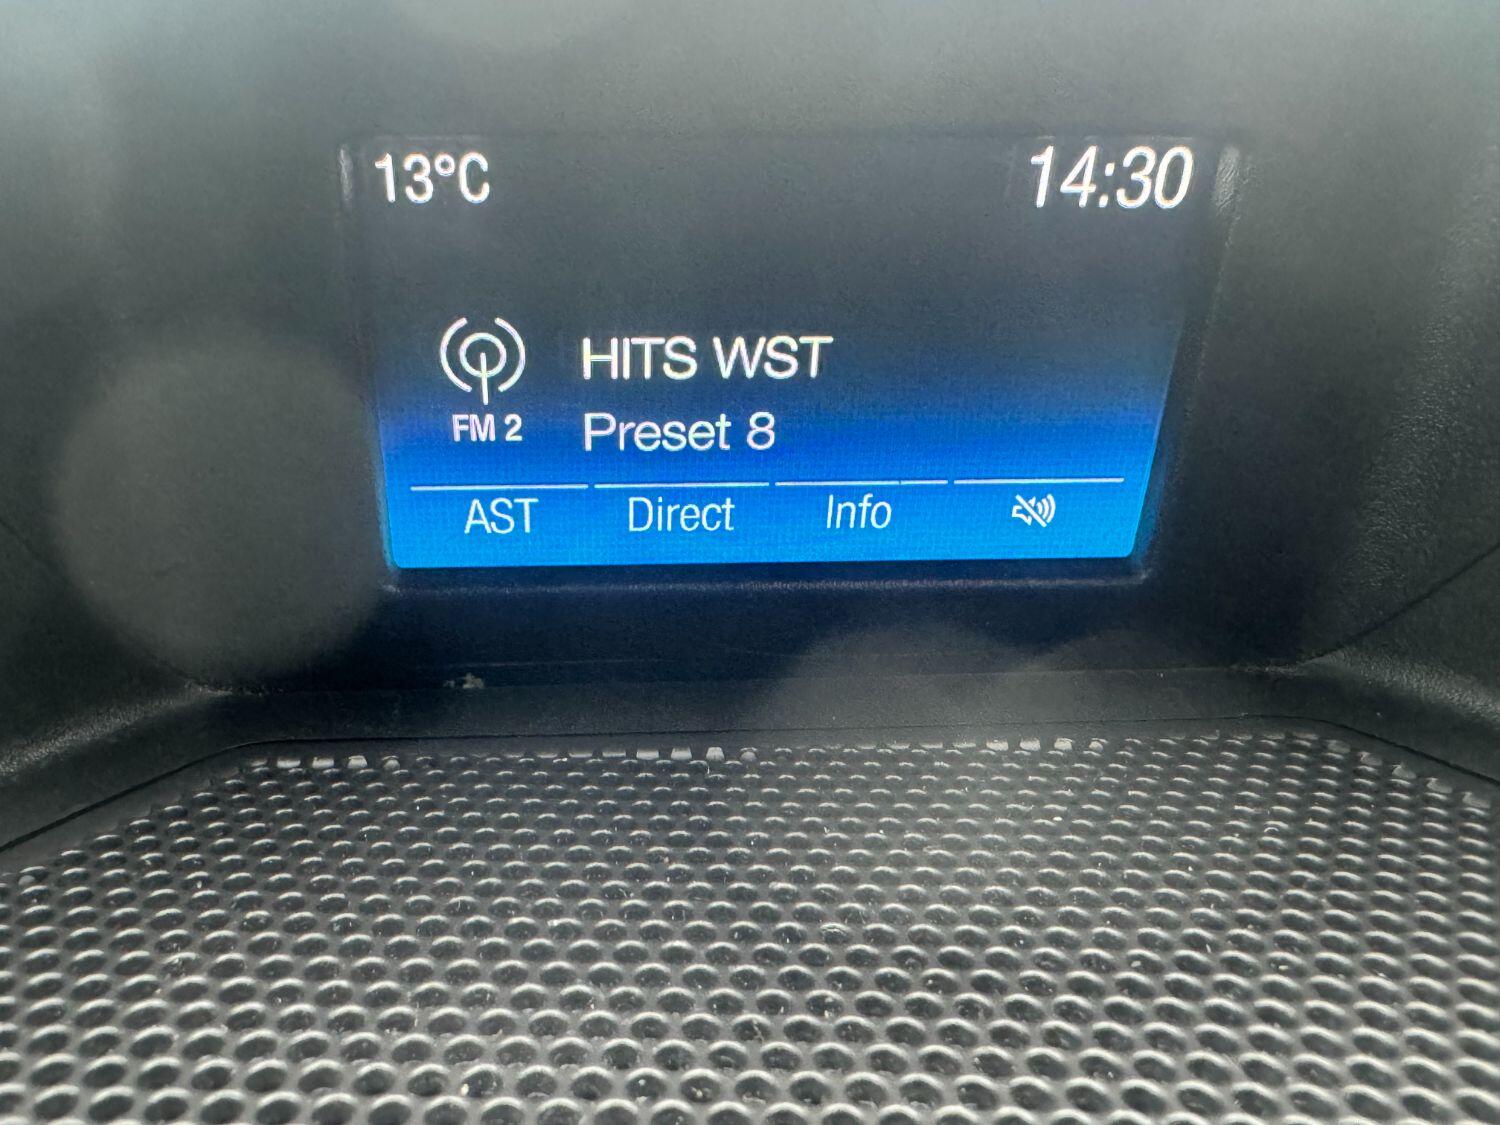 13°C
14:30
HITS WST
FM 2
Preset 8
AST
Direct
Info